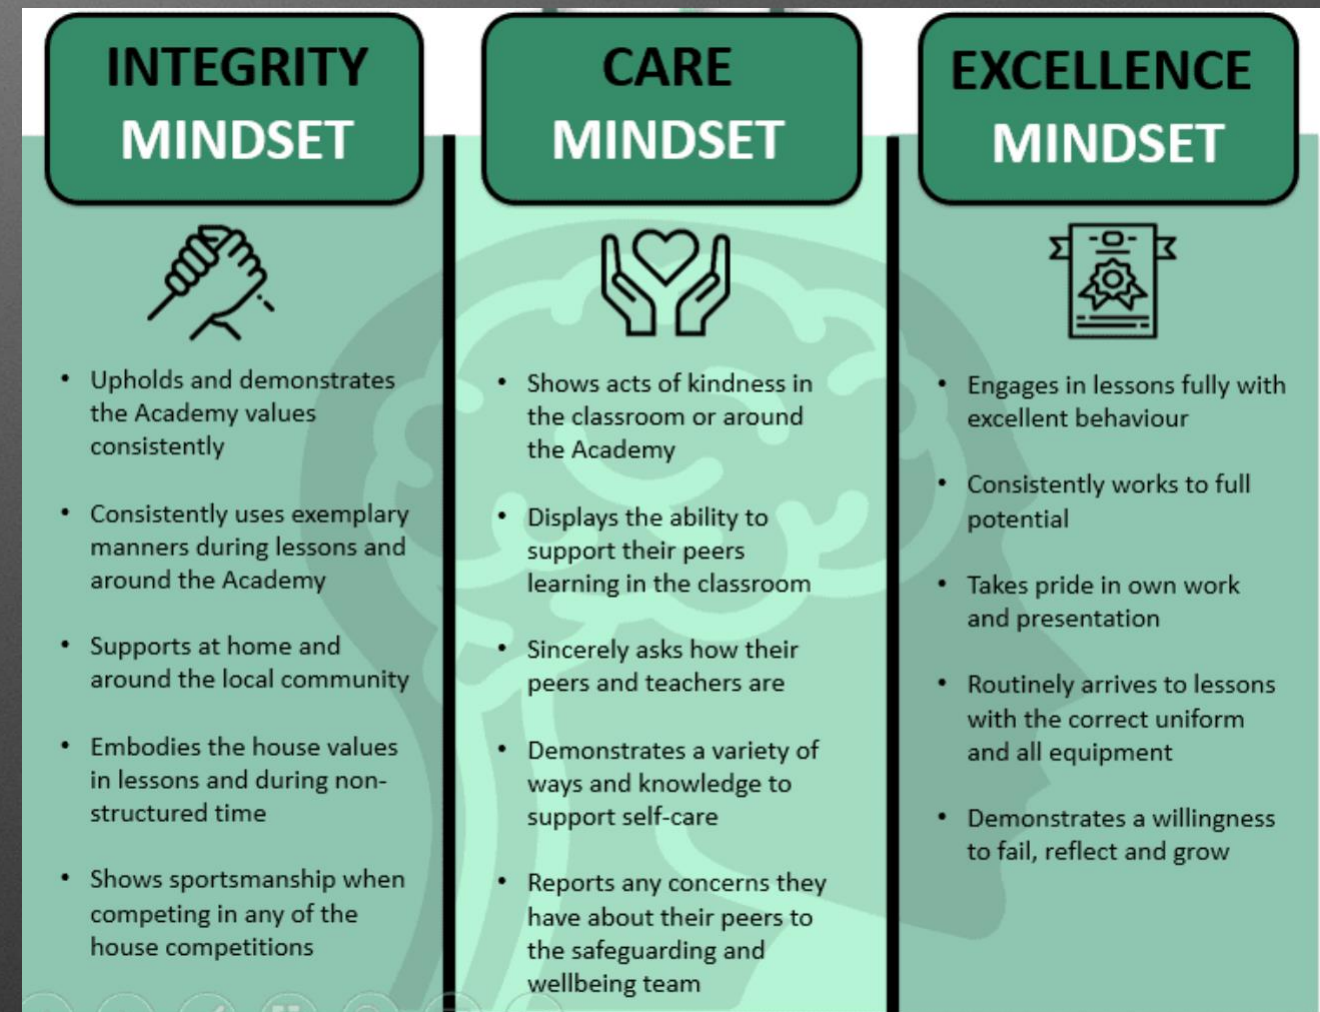 INTEGRITY
MINDSET
• Upholds and demonstrates
the Academy values
consistently
• Consistently uses exemplary
manners during lessons and
around the Academy
• Supports at home and
around the local community
• Embodies the house values
in lessons and during non-
structured time
• Shows sportsmanship when
competing in any of the
house competitions
CARE
MINDSET
• Shows acts of kindness in
the classroom or around
the Academy
• Displays the ability to
support their peers
learning in the classroom
• Sincerely asks how their
peers and teachers are
• Demonstrates a variety of
ways and knowledge to
support self-care
• Reports any concerns they
have about their peers to
the safeguarding and
wellbeing team
EXCELLENCE
MINDSET
• Engages in lessons fully with
excellent behaviour
• Consistently works to full
potential
• Takes pride in own work
and presentation
• Routinely arrives to lessons
with the correct uniform
and all equipment
• Demonstrates a willingness
to fail, reflect and grow